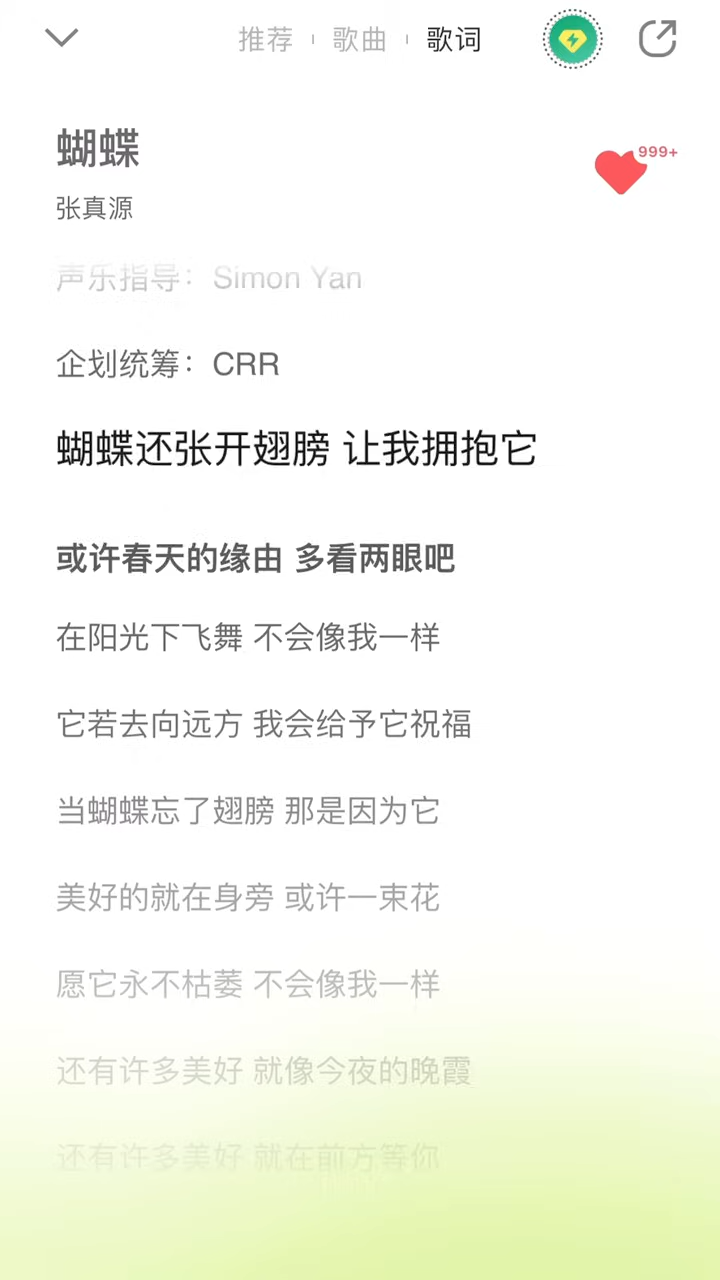 推荐 歌曲 歌词
蝴蝶
999+
张真源
声乐指导：Simon Yan
企划统筹：CRR
蝴蝶还张开翅膀 让我拥抱它
或许春天的缘由 多看两眼吧
在阳光下飞舞 不会像我一样
它若去向远方 我会给予它祝福
当蝴蝶忘了翅膀 那是因为它
美好的就在身旁 或许一束花
愿它永不枯萎 不会像我一样
还有许多美好 就像今夜的晚霞
还有许多美好 就在前方等你